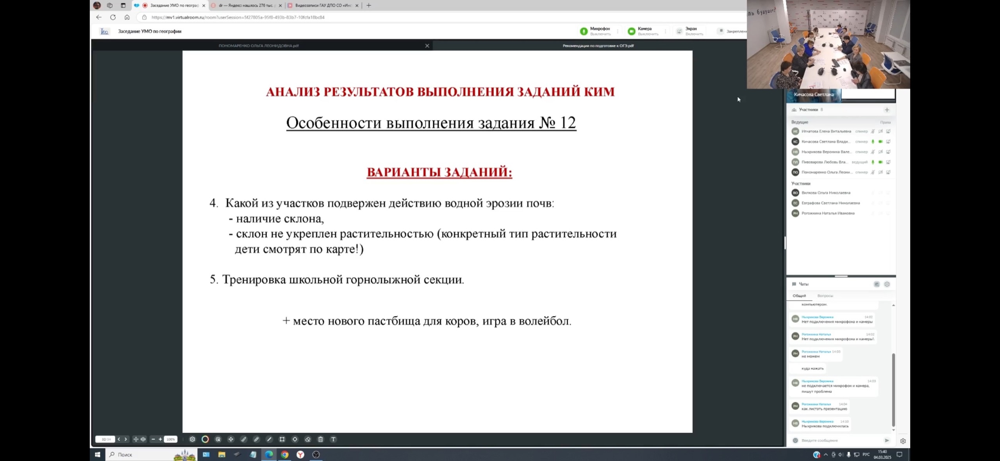 Заседание УМО по географ
dr — Яндекс: нашлось 276 тыс.
Видеозаписи ГАУ ДПО СО «Инс
https://mv1.virtualroom.ru/room?userSession=5f27805a-95f8-493b-83b7-10fcfa18bc84
Заседание УМО по географии
Микрофон
Выключить
Камера
Выключить
Экран
Включить
Закреплен
ль будущего
ПОНОМАРЕНКО ОЛЬГА ЛЕОНИДОВНА.pdf
Рекомендации по подготовке к ОГЭ.pdf
АНАЛИЗ РЕЗУЛЬТАТОВ ВЫПОЛНЕНИЯ ЗАДАНИЙ КИМ
Особенности выполнения задания № 12
ВАРИАНТЫ ЗАДАНИЙ:
4. Какой из участков подвержен действию водной эрозии почв:
- наличие склона,
- склон не укреплен растительностью (конкретный тип растительности
дети смотрят по карте!)
5. Тренировка школьной горнолыжной секции.
+ место нового пастбища для коров, игра в волейбол.
Кичасова Светлана
Участники 8
Ведущие Права
ИЕ Игнатова Елена Витальевна спикер
КС Кичасова Светлана Влади... спикер
НВ Ныхрикова Вероника Вале... спикер
ПЛ Пивоварова Любовь Вла... ведущий
ПО Пономаренко Ольга Леони... спикер
Участники
ВО Вилкова Ольга Николаевна
ЕС Евграфова Светлана Николаевна
РН Рогожкина Наталья Ивановна
Чаты
Общий Вопросы
компьютером.
НВ Ныхрикова Вероника 14:02
Нет подключения микрофона и камеры
РН Рогожкина Наталья 14:02
Нет подключения микрофона и камеры\
РН Рогожкина Наталья 14:03
не можем
куда нажать
НВ Ныхрикова Вероника 14:03
не подключается микрофон и камера,
пишут проблема
РН Рогожкина Наталья 14:04
как листать презентацию
НВ Ныхрикова Вероника 14:10
Ныхрикова подключилась
Введите сообщение
32/34
100%
Поиск
РУС
15:40
04.03.2025